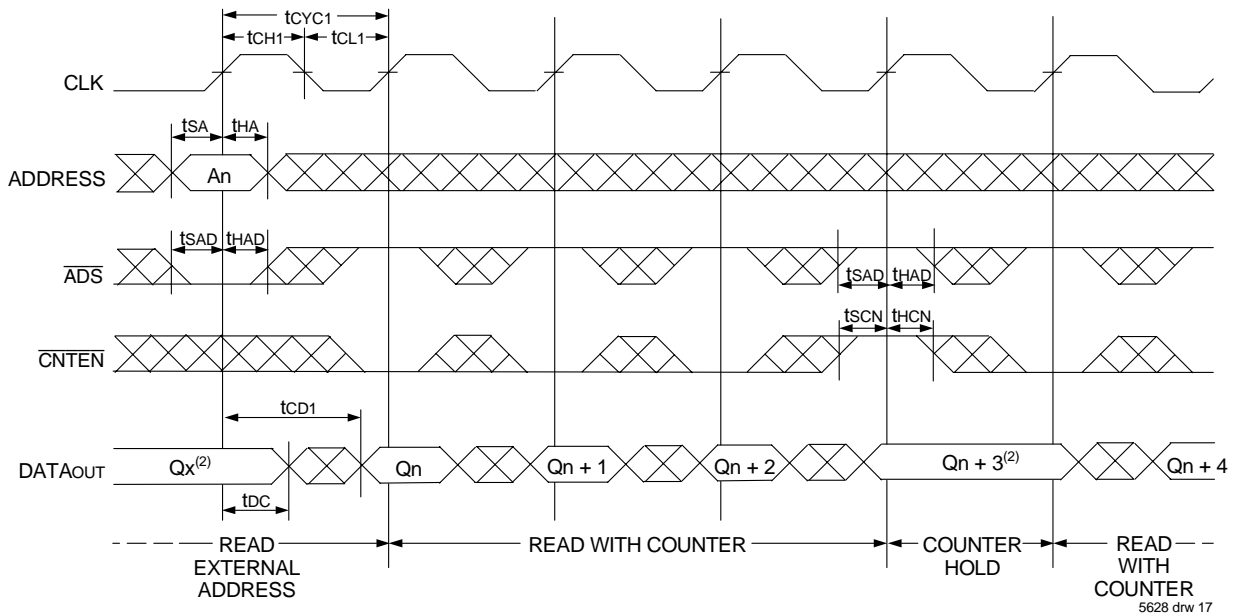 tCYC1
tCH1 tCL1
CLK
tSA tHA
ADDRESS An
tSAD tHAD
ADS
tSAD tHAD
tSCN tHCN
CNTEN
tCD1
DATAOUT Qx(2) Qn Qn + 1 Qn + 2 Qn + 3(2) Qn + 4
tDC
READ EXTERNAL ADDRESS
READ WITH COUNTER
COUNTER HOLD
READ WITH COUNTER
5628 drw 17